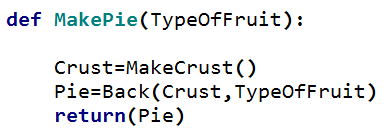 def MakePie(TypeOfFruit):
Crust=MakeCrust()
Pie=Back(Crust,TypeOfFruit)
return(Pie)